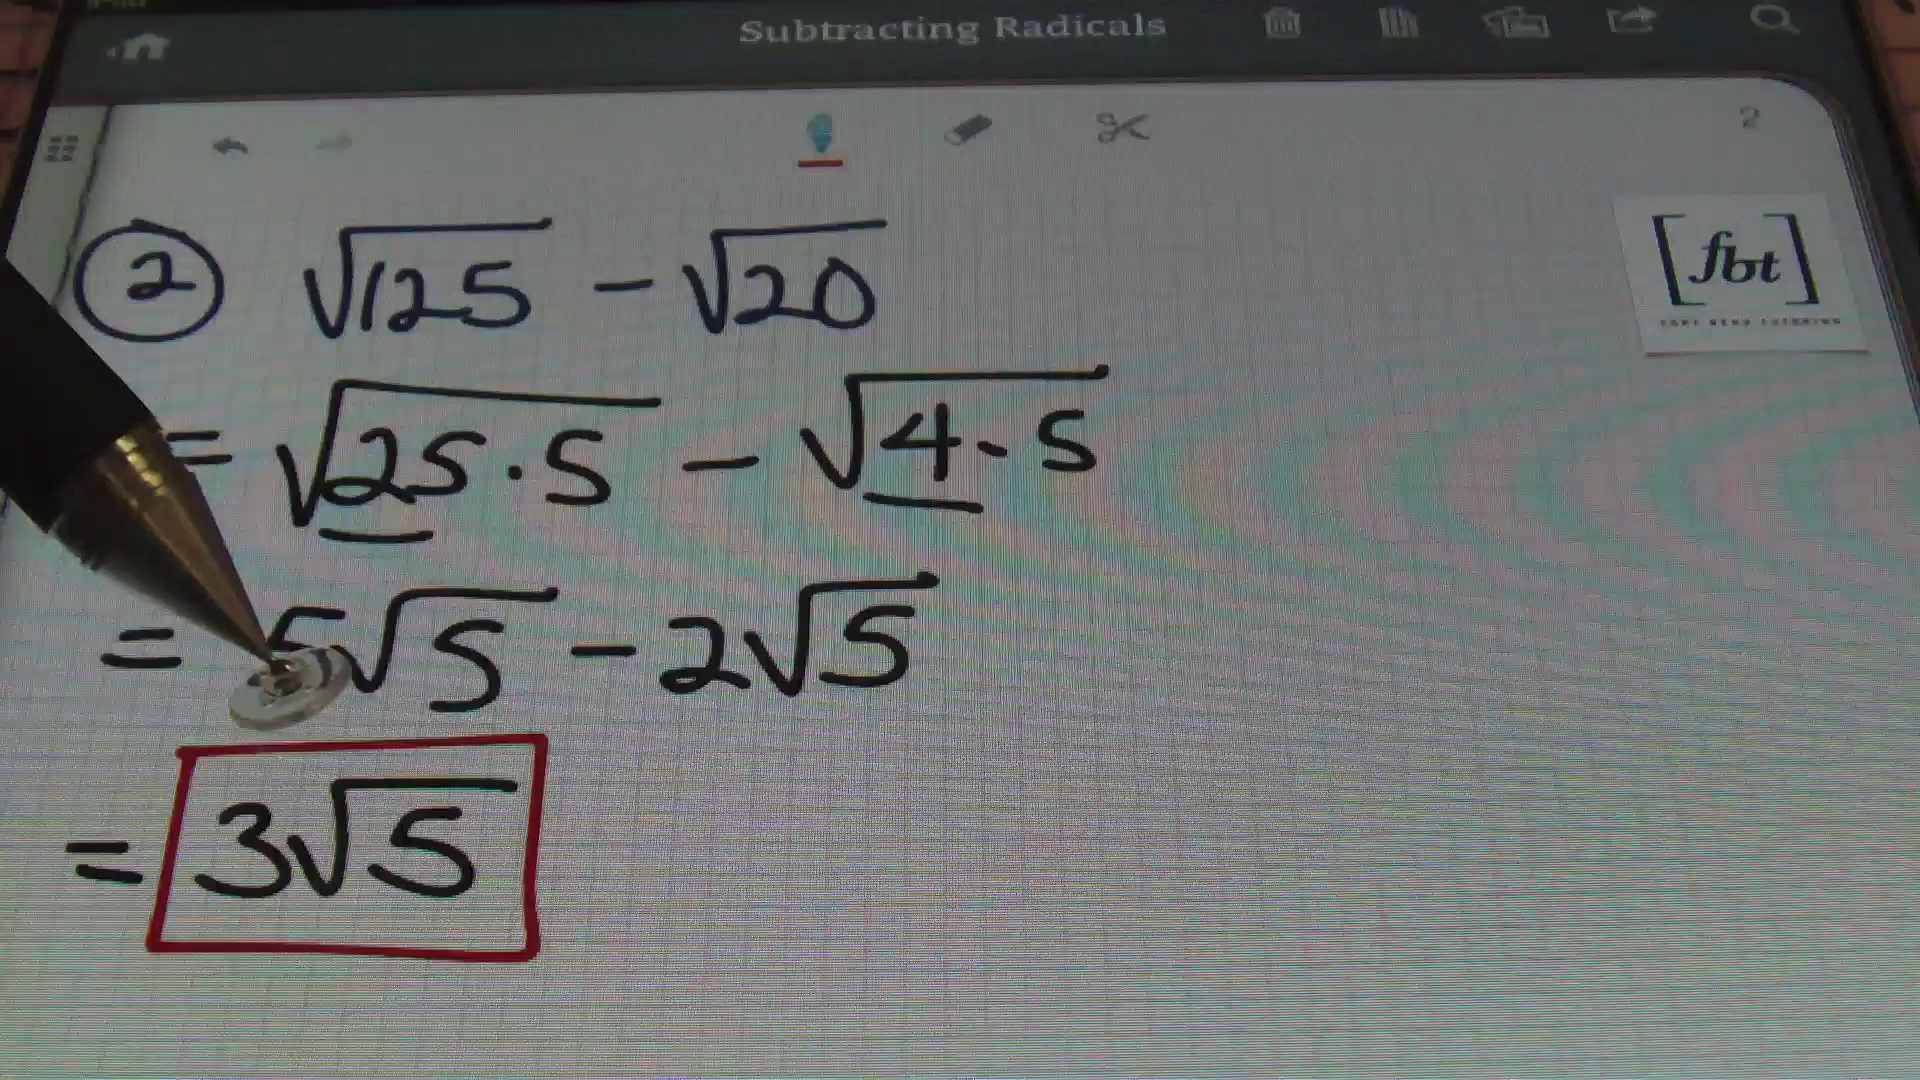 Subtracting Radicals
2
[fbt]
② √125 - √20
= √25·5 - √4·5
= 5√5 - 2√5
= 3√5